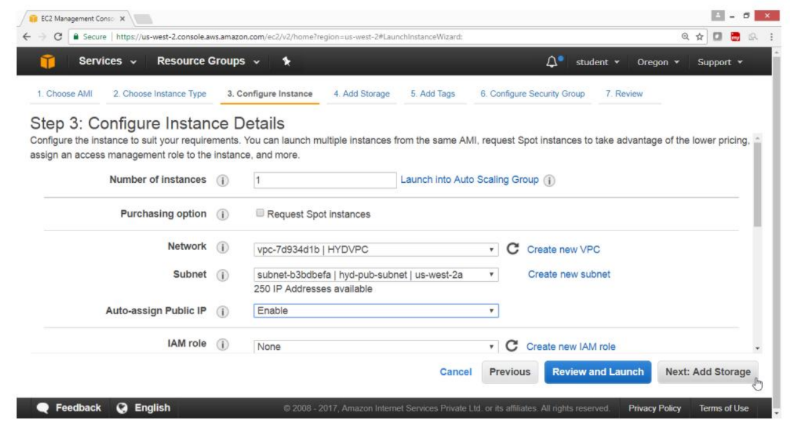 EC2 Management Conso
Secure | https://us-west-2.console.aws.amazon.com/ec2/v2/home?region=us-west-2#LaunchInstanceWizard:
Services Resource Groups student Oregon Support
1. Choose AMI 2. Choose Instance Type 3. Configure Instance 4. Add Storage 5. Add Tags 6. Configure Security Group 7. Review
Step 3: Configure Instance Details
Configure the instance to suit your requirements. You can launch multiple instances from the same AMI, request Spot instances to take advantage of the lower pricing,
assign an access management role to the instance, and more.
Number of instances 1 Launch into Auto Scaling Group
Purchasing option Request Spot instances
Network vpc-7d934d1b | HYDVPC Create new VPC
Subnet subnet-b3bdbefa | hyd-pub-subnet | us-west-2a Create new subnet
250 IP Addresses available
Auto-assign Public IP Enable
IAM role None Create new IAM role
Cancel Previous Review and Launch Next: Add Storage
Feedback English © 2008 - 2017, Amazon Internet Services Private Ltd. or its affiliates. All rights reserved. Privacy Policy Terms of Use